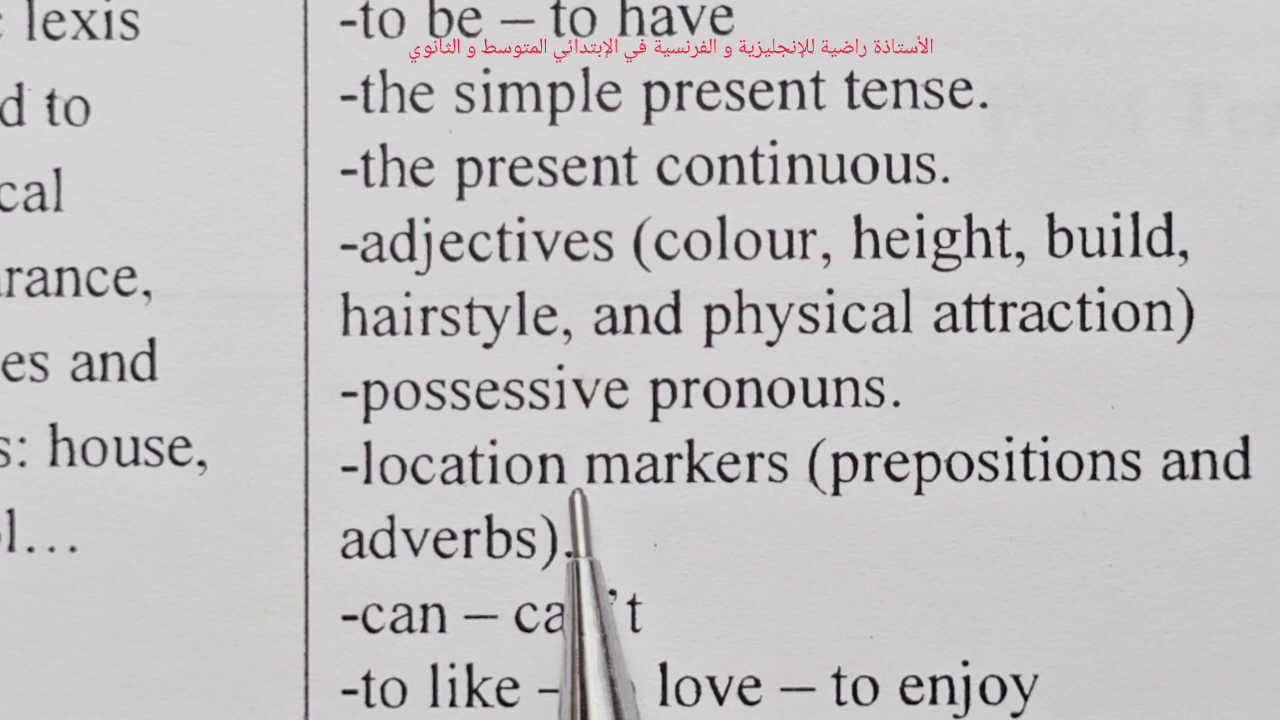 lexis
d to
cal
rance,
es and
s: house,
l…
-to be – to have
الأستاذة راضية للإنجليزية و الفرنسية في الإبتدائي المتوسط و الثانوي
-the simple present tense.
-the present continuous.
-adjectives (colour, height, build,
hairstyle, and physical attraction)
-possessive pronouns.
-location markers (prepositions and
adverbs).
-can – ca 't
-to like – love – to enjoy